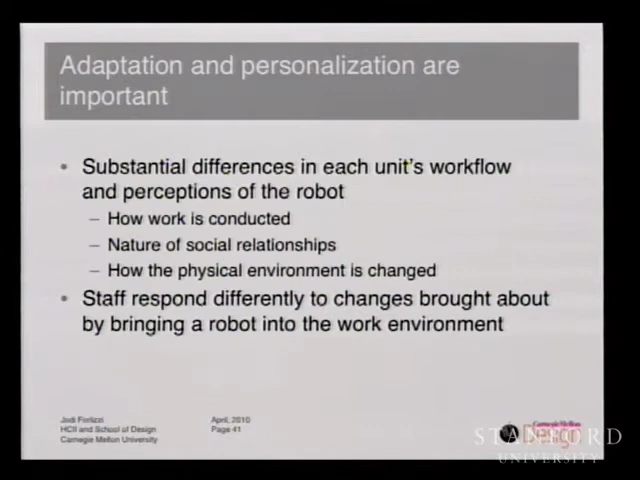 Adaptation and personalization are
important
• Substantial differences in each unit's workflow
and perceptions of the robot
– How work is conducted
– Nature of social relationships
– How the physical environment is changed
• Staff respond differently to changes brought about
by bringing a robot into the work environment
Jodi Forlizzi
HCII and School of Design
Carnegie Mellon University
April, 2010
Page 41
Carnegie Mellon
Design
STANFORD
UNIVERSITY